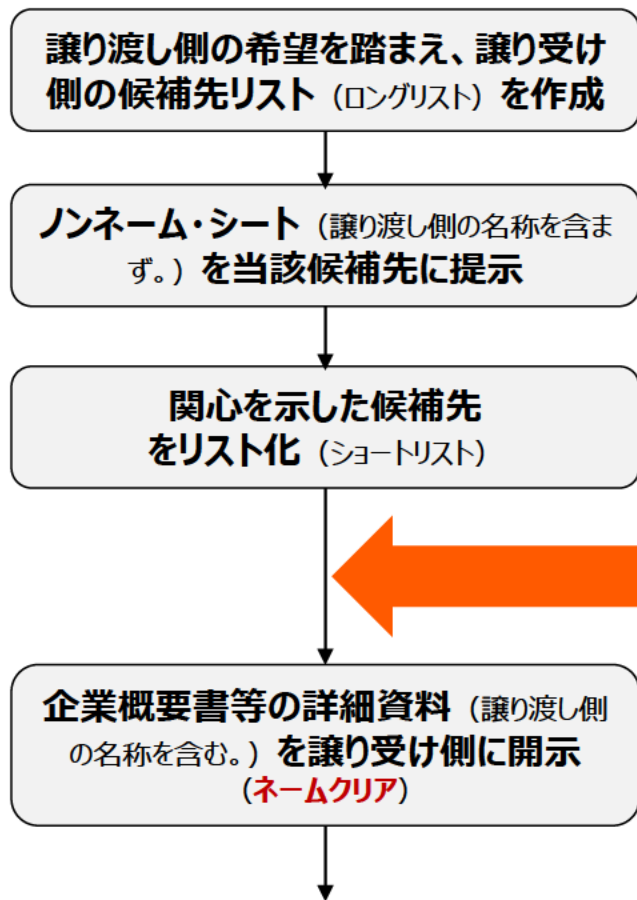 譲り渡し側の希望を踏まえ、譲り受け
側の候補先リスト（ロングリスト）を作成
ノンネーム・シート（譲り渡し側の名称を含ま
ず。）を当該候補先に提示
関心を示した候補先
をリスト化（ショートリスト）
企業概要書等の詳細資料（譲り渡し側
の名称を含む。）を譲り受け側に開示
（ネームクリア）